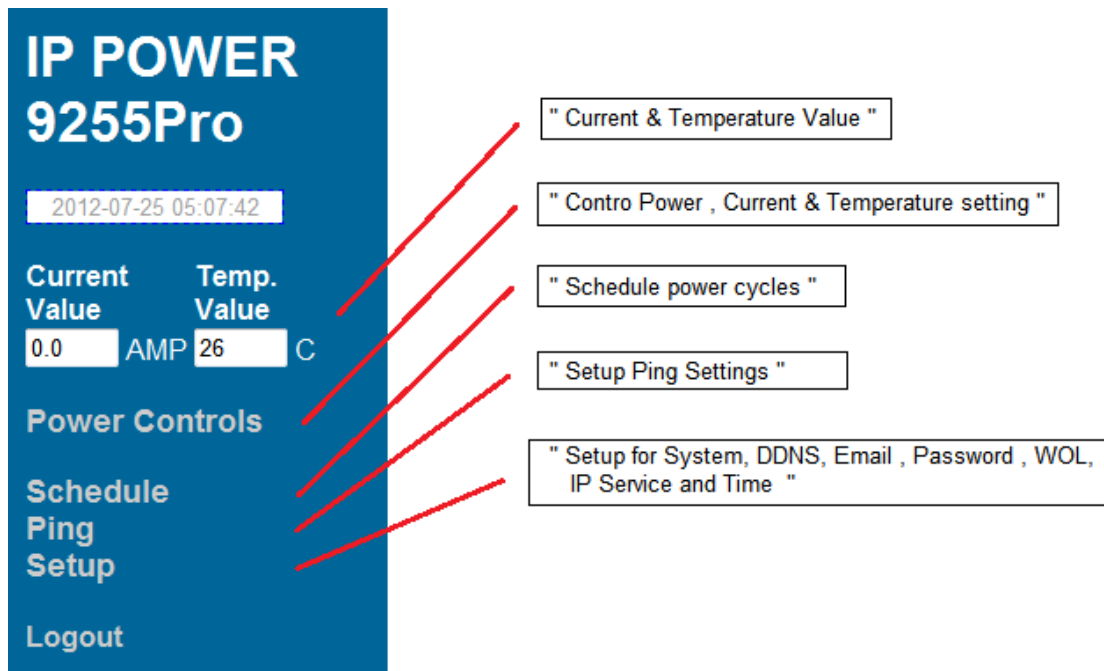 IP POWER
9255Pro
2012-07-25 05:07:42
Current Temp.
Value Value
0.0 AMP 26 C
Power Controls
Schedule
Ping
Setup
Logout
" Current & Temperature Value "
" Contro Power , Current & Temperature setting "
" Schedule power cycles "
" Setup Ping Settings "
" Setup for System, DDNS, Email , Password , WOL,
IP Service and Time "